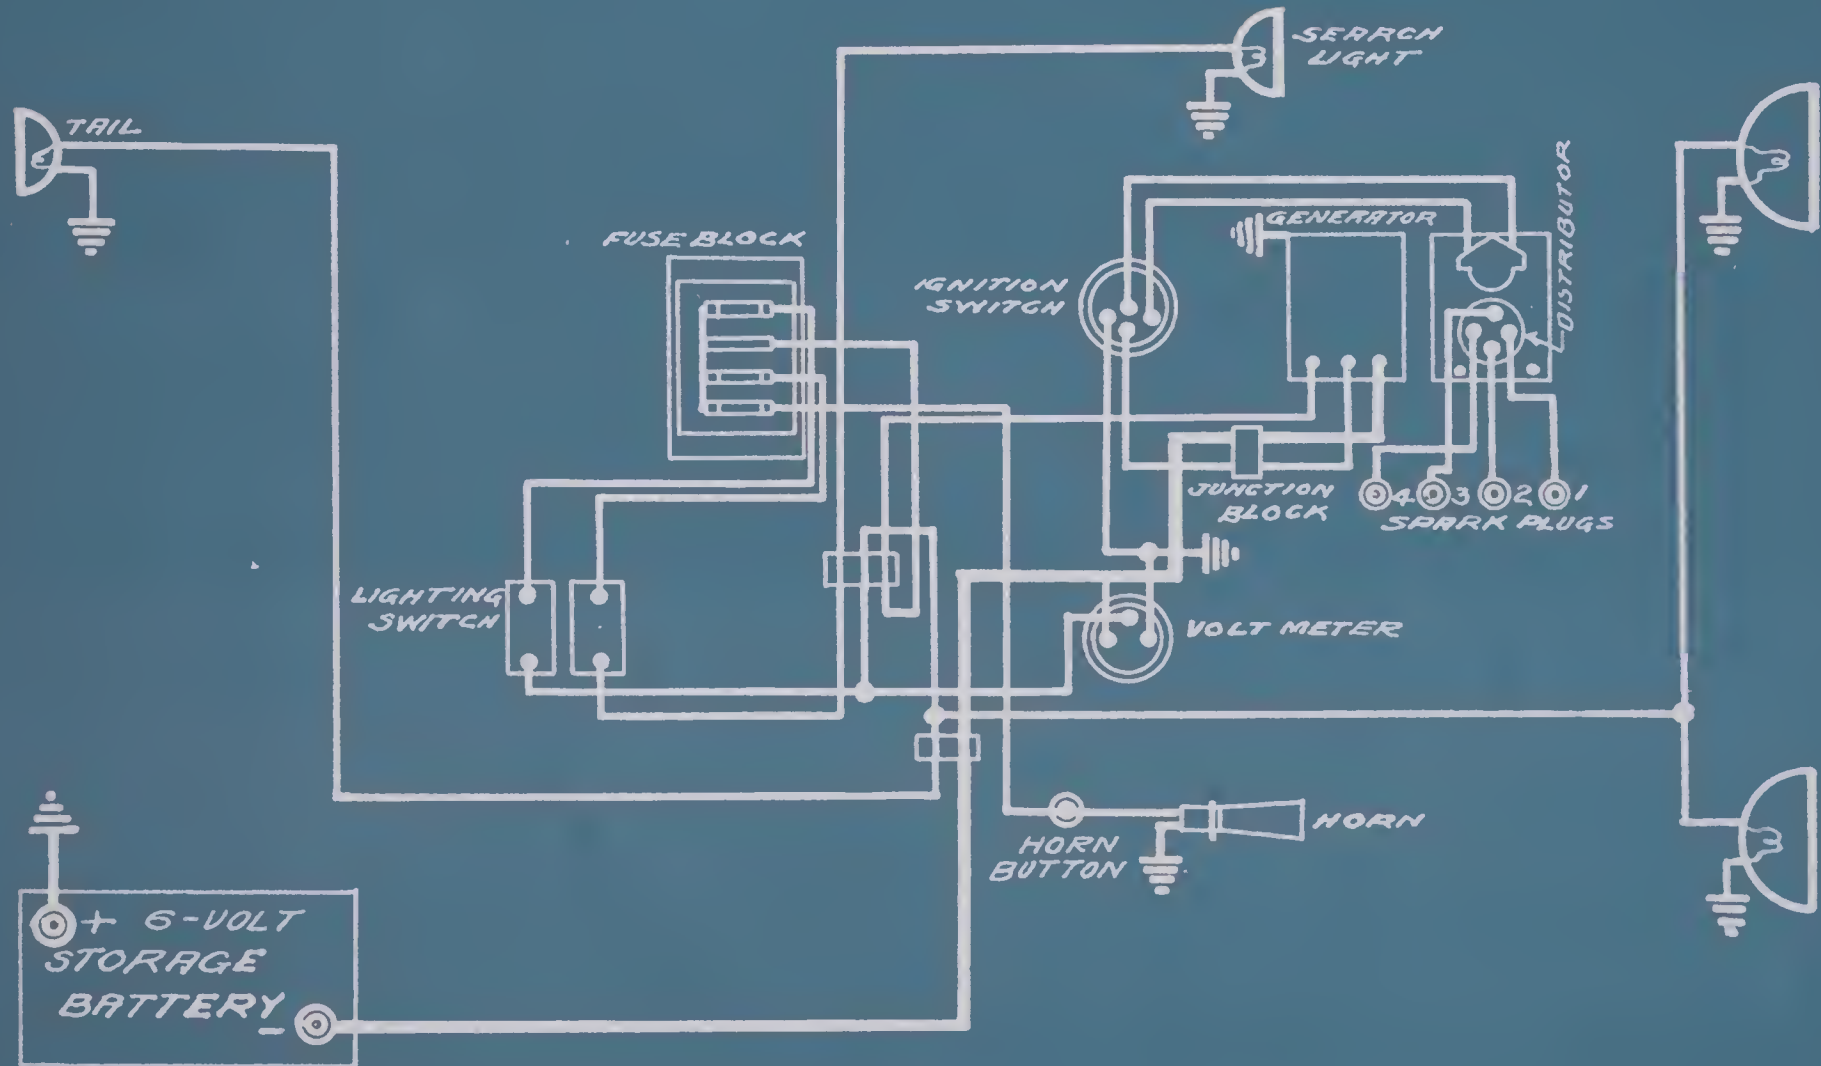 SEARCH
LIGHT
TAIL
DISTRIBUTOR
GENERATOR
FUSE BLOCK
IGNITION
SWITCH
JUNCTION
BLOCK
4 3 2 1
SPARK PLUGS
LIGHTING
SWITCH
VOLT METER
HORN
HORN
BUTTON
+ 6-VOLT
STORAGE
BATTERY
-